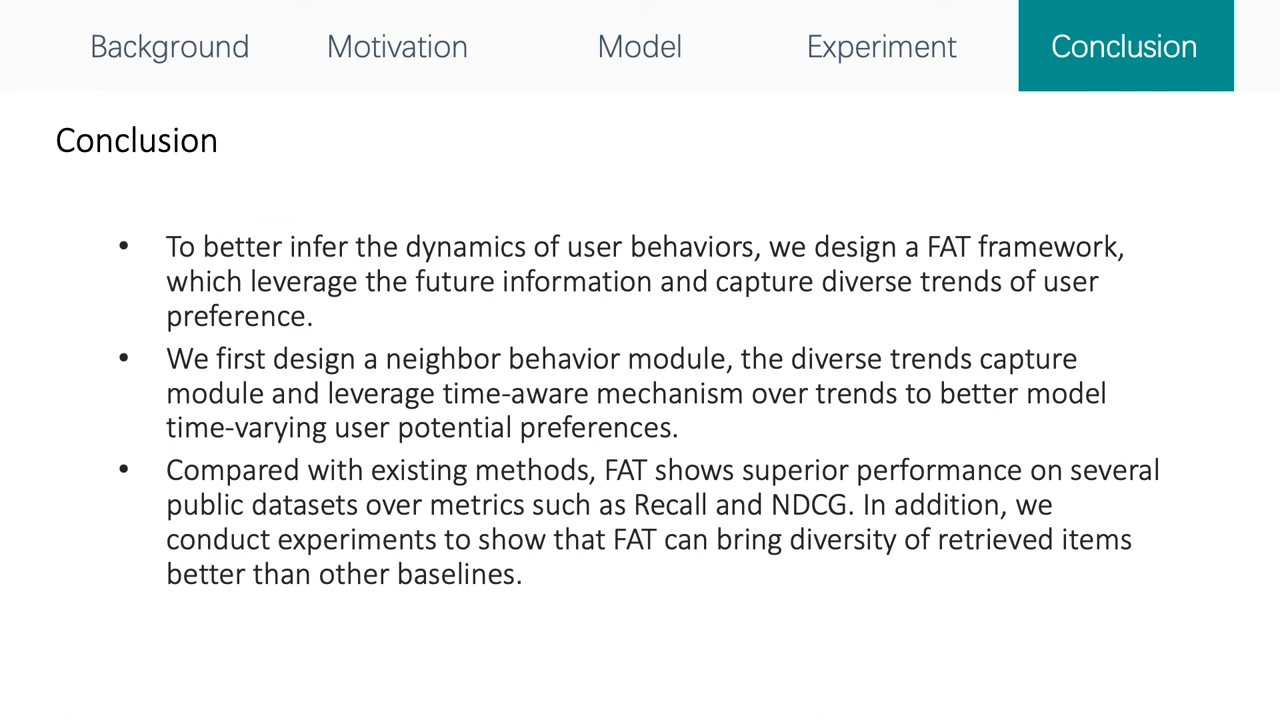 Background Motivation Model Experiment Conclusion
Conclusion
• To better infer the dynamics of user behaviors, we design a FAT framework,
which leverage the future information and capture diverse trends of user
preference.
• We first design a neighbor behavior module, the diverse trends capture
module and leverage time-aware mechanism over trends to better model
time-varying user potential preferences.
• Compared with existing methods, FAT shows superior performance on several
public datasets over metrics such as Recall and NDCG. In addition, we
conduct experiments to show that FAT can bring diversity of retrieved items
better than other baselines.